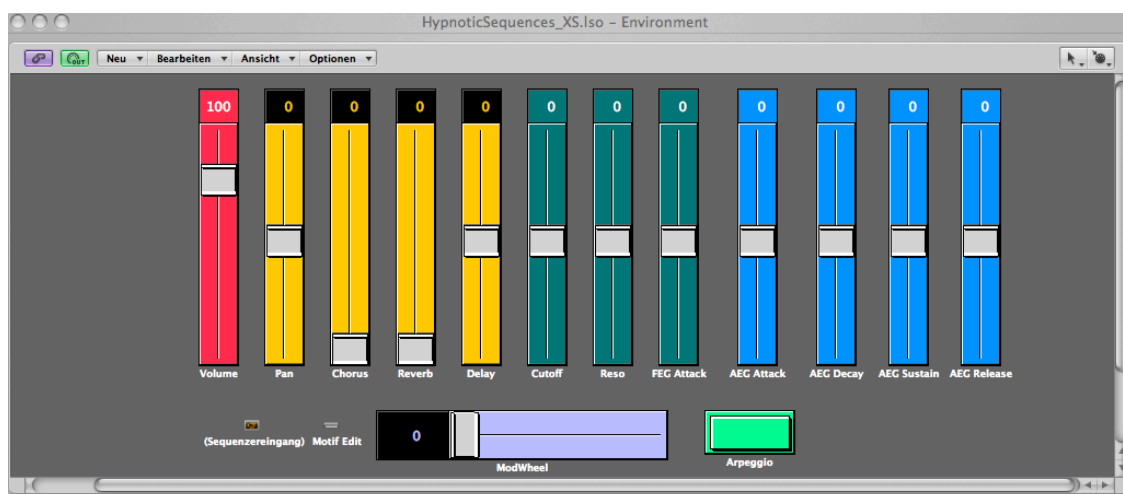 HypnoticSequences_XS.lso – Environment
OUT Neu Bearbeiten Ansicht Optionen
100 0 0 0 0 0 0 0 0 0 0 0
Volume Pan Chorus Reverb Delay Cutoff Reso FEG Attack AEG Attack AEG Decay AEG Sustain AEG Release
(Sequenzereingang) Motif Edit 0
ModWheel Arpeggio